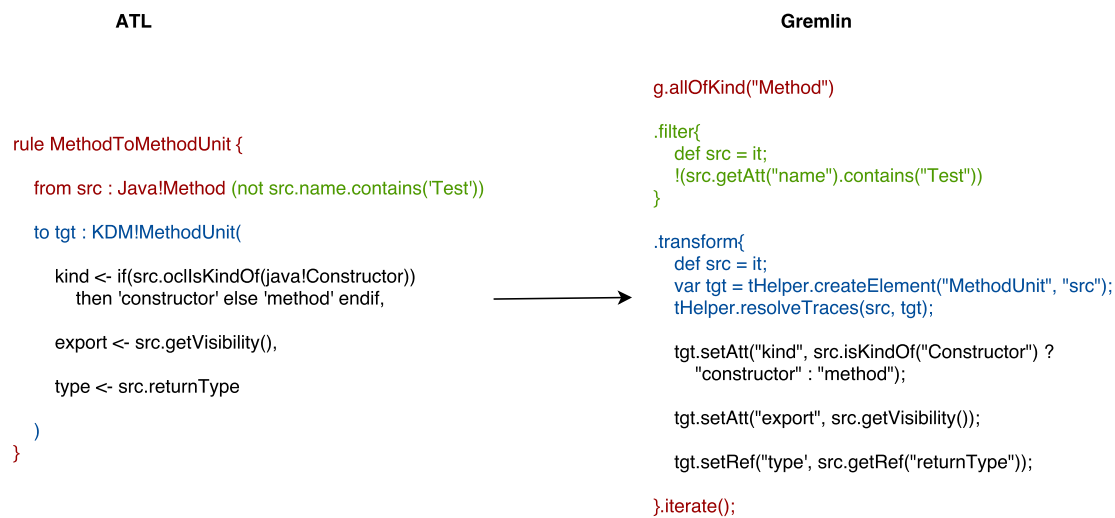 ATL
rule MethodToMethodUnit {
from src : Java!Method (not src.name.contains('Test'))
to tgt : KDM!MethodUnit(
kind <- if(src.oclIsKindOf(java!Constructor))
then 'constructor' else 'method' endif,
export <- src.getVisibility(),
type <- src.returnType
)
}
Gremlin
g.allOfKind("Method")
.filter{
def src = it;
!(src.getAtt("name").contains("Test"))
}
.transform{
def src = it;
var tgt = tHelper.createElement("MethodUnit", "src");
tHelper.resolveTraces(src, tgt);
tgt.setAtt("kind", src.isKindOf("Constructor") ?
"constructor" : "method");
tgt.setAtt("export", src.getVisibility());
tgt.setRef("type', src.getRef("returnType"));
}.iterate();